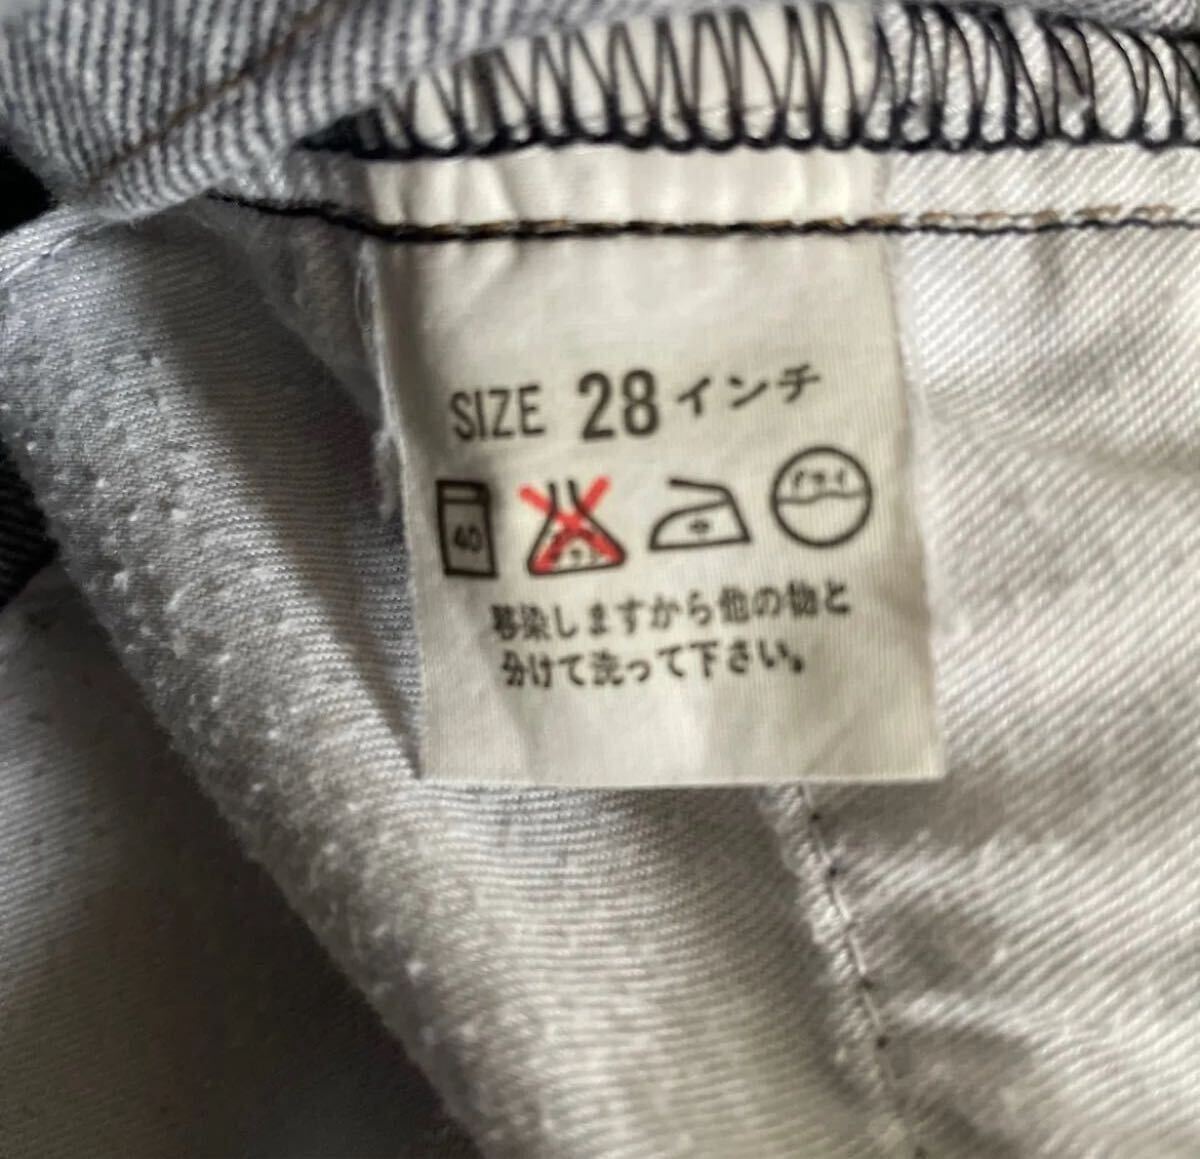 SIZE 28インチ
40
移染しますから他の物と
分けて洗って下さい。